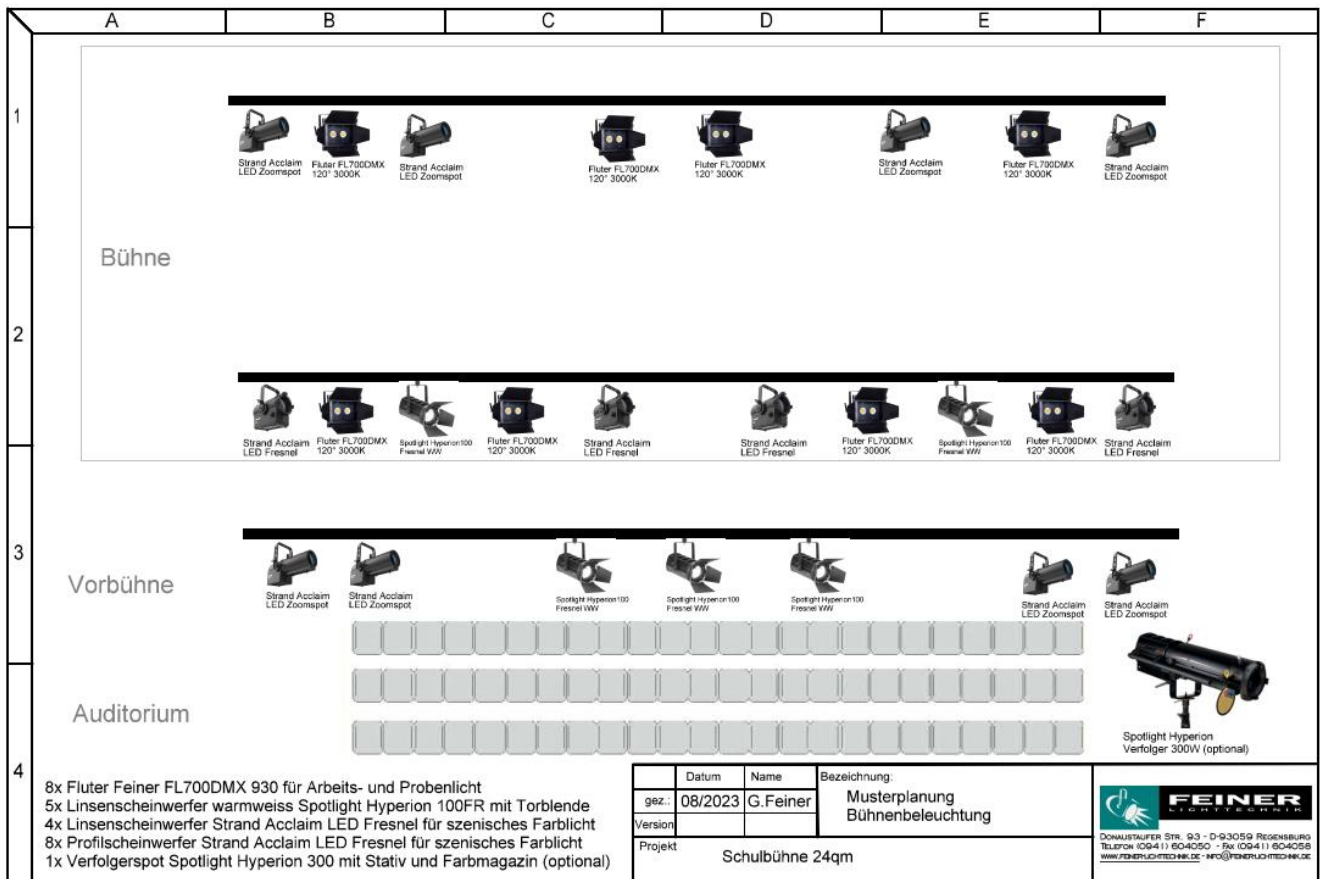 A B C D E F
1
Strand Acclaim
LED Zoomspot
Fluter FL700DMX
120° 3000K
Strand Acclaim
LED Zoomspot
Fluter FL700DMX
120° 3000K
Fluter FL700DMX
120° 3000K
Strand Acclaim
LED Zoomspot
Fluter FL700DMX
120° 3000K
Strand Acclaim
LED Zoomspot
Bühne
2
Strand Acclaim
LED Fresnel
Fluter FL700DMX
120° 3000K
Spotlight Hyperion100
Fresnel WW
Fluter FL700DMX
120° 3000K
Strand Acclaim
LED Fresnel
Strand Acclaim
LED Fresnel
Fluter FL700DMX
120° 3000K
Spotlight Hyperion100
Fresnel WW
Fluter FL700DMX
120° 3000K
Strand Acclaim
LED Fresnel
3
Vorbühne
Strand Acclaim
LED Zoomspot
Strand Acclaim
LED Zoomspot
Spotlight Hyperion100
Fresnel WW
Spotlight Hyperion100
Fresnel WW
Spotlight Hyperion100
Fresnel WW
Strand Acclaim
LED Zoomspot
Strand Acclaim
LED Zoomspot
Auditorium
Spotlight Hyperion
Verfolger 300W (optional)
4
8x Fluter Feiner FL700DMX 930 für Arbeits- und Probenlicht
5x Linsenscheinwerfer warmweiss Spotlight Hyperion 100FR mit Torblende
4x Linsenscheinwerfer Strand Acclaim LED Fresnel für szenisches Farblicht
8x Profilscheinwerfer Strand Acclaim LED Fresnel für szenisches Farblicht
1x Verfolgerspot Spotlight Hyperion 300 mit Stativ und Farbmagazin (optional)
Datum Name
gez.: 08/2023 G.Feiner
Version
Bezeichnung:
Musterplanung
Bühnenbeleuchtung
Projekt
Schulbühne 24qm
FEINER
LICHTTECHNIK
DONAUSTAUFER STR. 93 - D-93059 REGENSBURG
TELEFON (0941) 604050 - FAX (0941) 604058
WWW.FEINER-LICHTTECHNIK.DE - INFO@FEINER-LICHTTECHNIK.DE